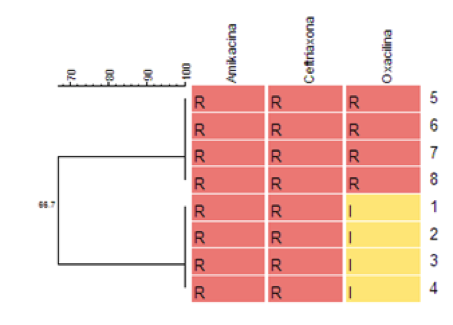 Amikacina Ceftriaxona Oxacilina
70 80 90 100
R R R 5
R R R 6
R R R 7
R R R 8
66.7
R R I 1
R R I 2
R R I 3
R R I 4